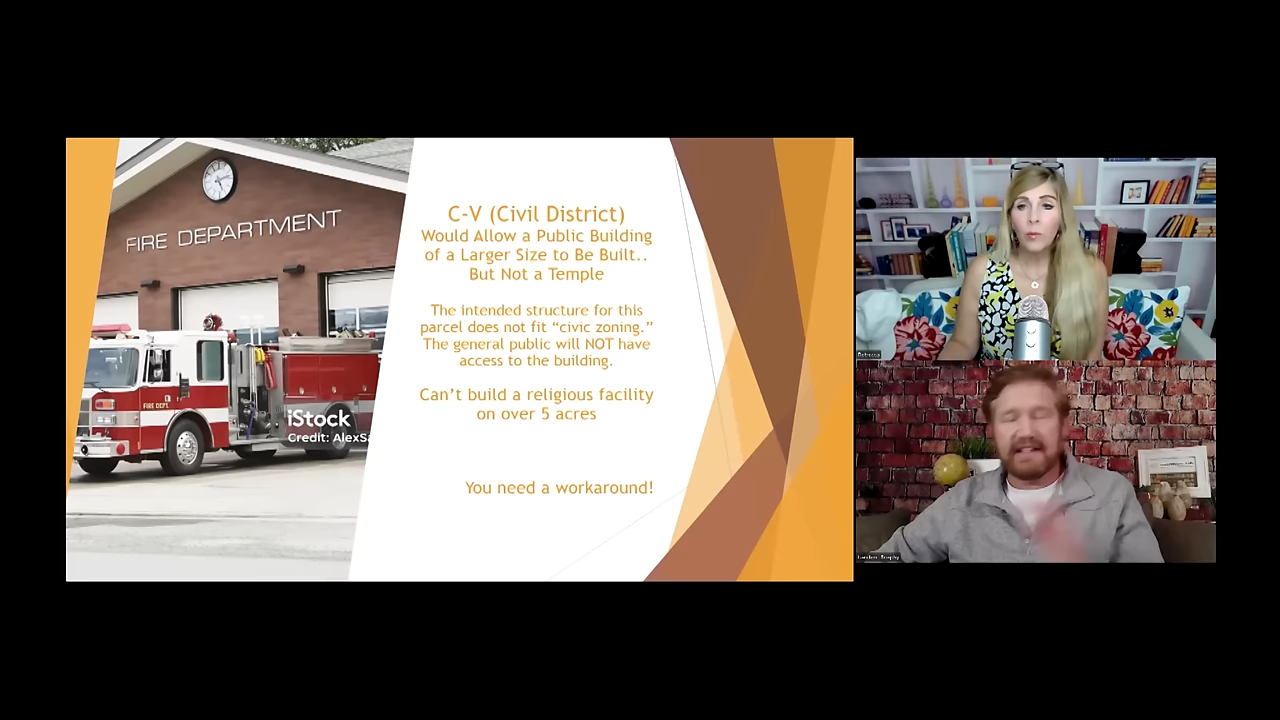 FIRE DEPARTMENT
FIRE DEPT.
iStock
Credit: AlexSa
C-V (Civil District)
Would Allow a Public Building
of a Larger Size to Be Built..
But Not a Temple
The intended structure for this
parcel does not fit “civic zoning.”
The general public will NOT have
access to the building.
Can’t build a religious facility
on over 5 acres
You need a workaround!